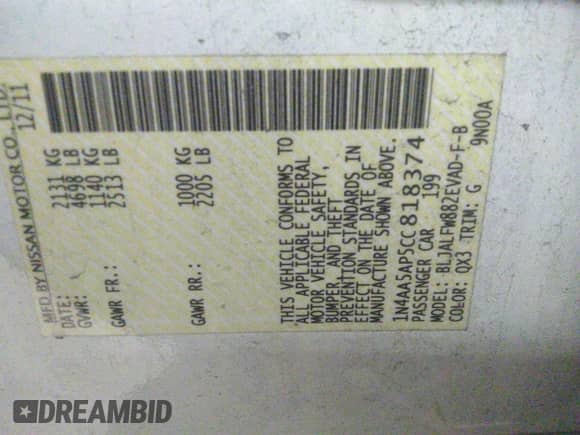 MFD BY NISSAN MOTOR CO., LTD.
DATE: 12/11
GVWR: 2131 KG
4698 LB
GAWR FR.: 1140 KG
2513 LB
GAWR RR.: 1000 KG
2205 LB
THIS VEHICLE CONFORMS TO
ALL APPLICABLE FEDERAL
MOTOR VEHICLE SAFETY,
BUMPER, AND THEFT
PREVENTION STANDARDS IN
EFFECT ON THE DATE OF
MANUFACTURE SHOWN ABOVE.
1N4AA5AP5CC818374
PASSENGER CAR 199
MODEL: BLJALFW882EVAD-F-B
COLOR: QX3 TRIM: G 9N00A
DREAMBID